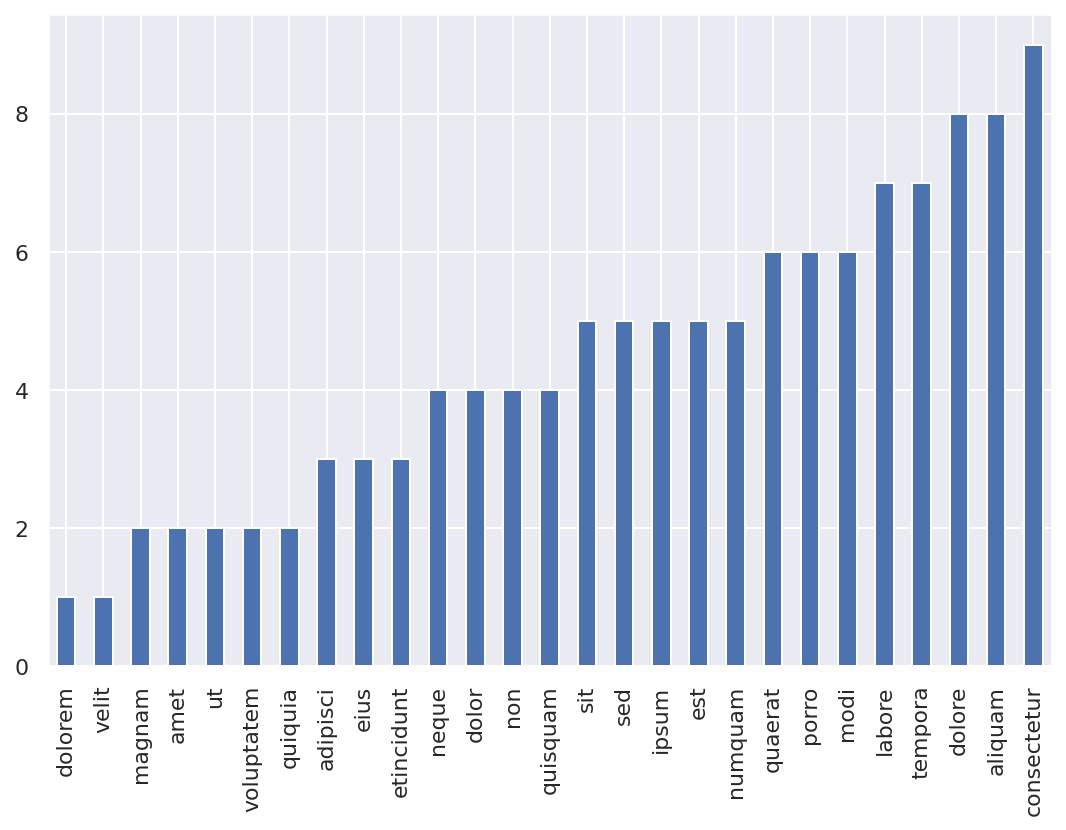 8
6
4
2
0
dolorem
velit
magnam
amet
ut
voluptatem
quiquia
adipisci
eius
etincidunt
neque
dolor
non
quisquam
sit
sed
ipsum
est
numquam
quaerat
porro
modi
labore
tempora
dolore
aliquam
consectetur